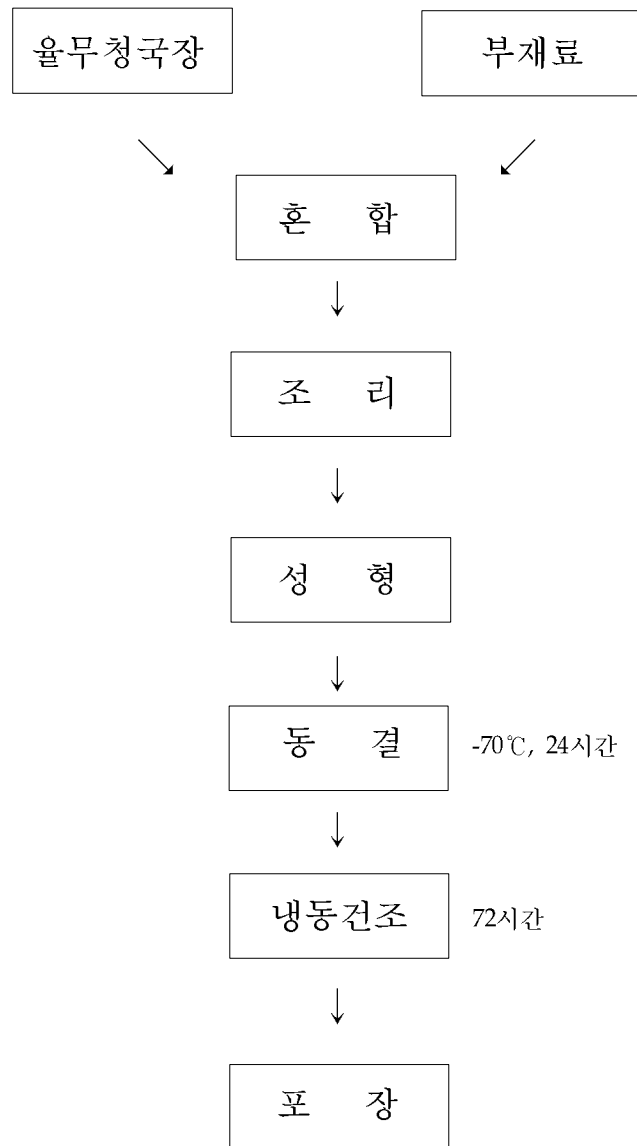 율무청국장
부재료
혼 합
조 리
성 형
동 결
-70℃, 24시간
냉동건조
72시간
포 장